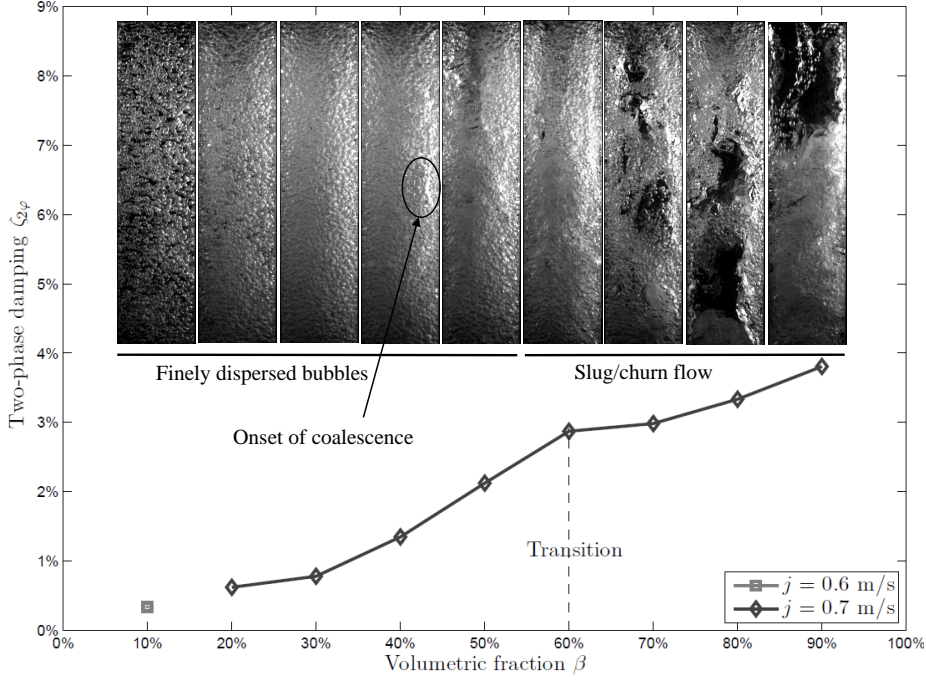 9%
8%
7%
6%
5%
4%
3%
2%
1%
0%
Two-phase damping ζ2φ
Finely dispersed bubbles
Slug/churn flow
Onset of coalescence
Transition
j = 0.6 m/s
j = 0.7 m/s
0% 10% 20% 30% 40% 50% 60% 70% 80% 90% 100%
Volumetric fraction β